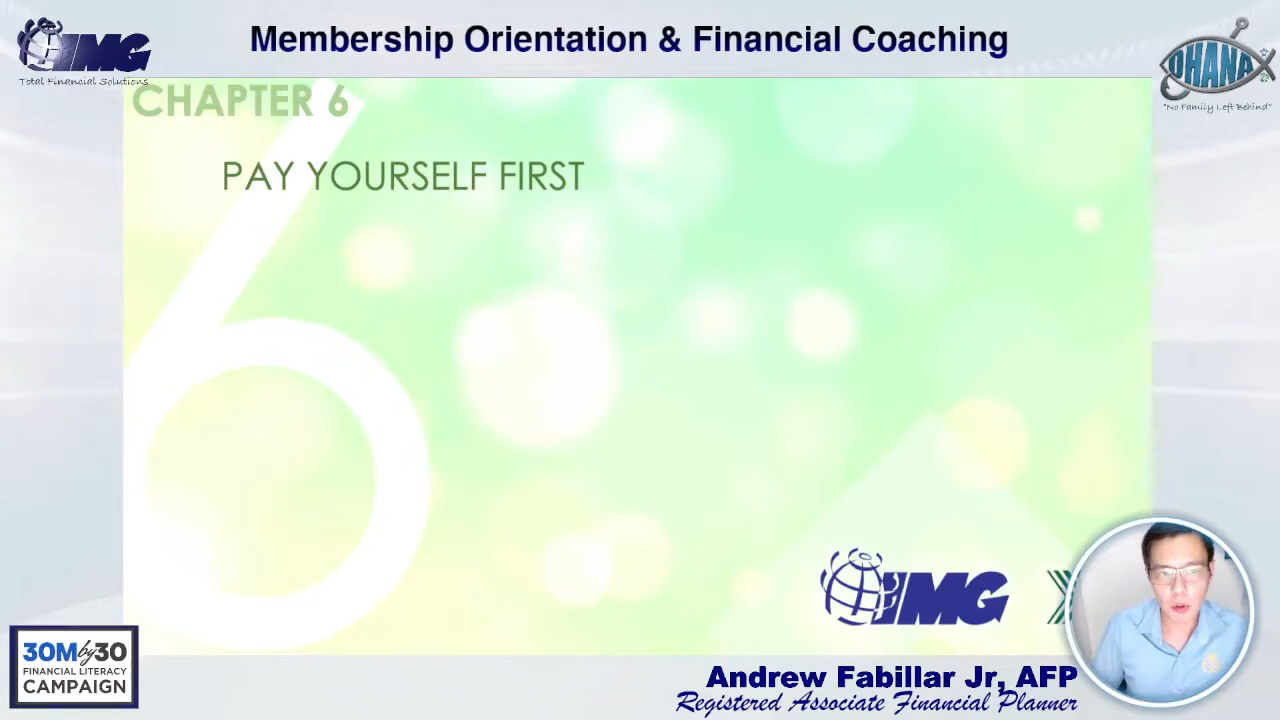 Membership Orientation & Financial Coaching
IMG
Total Financial Solutions
OHANA
"No Family Left Behind"
CHAPTER 6
PAY YOURSELF FIRST
6
IMG
30M by 30
FINANCIAL LITERACY
CAMPAIGN
Andrew Fabillar Jr, AFP
Registered Associate Financial Planner